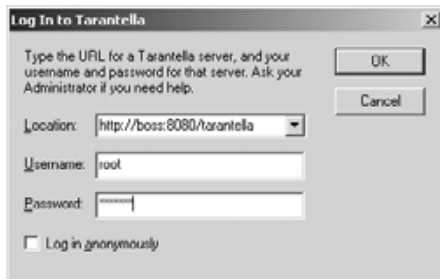 Log In to Tarantella
Type the URL for a Tarantella server, and your
username and password for that server. Ask your
Administrator if you need help.
OK
Cancel
Location: http://boss:8080/tarantella
Username: root
Password: *******
Log in anonymously